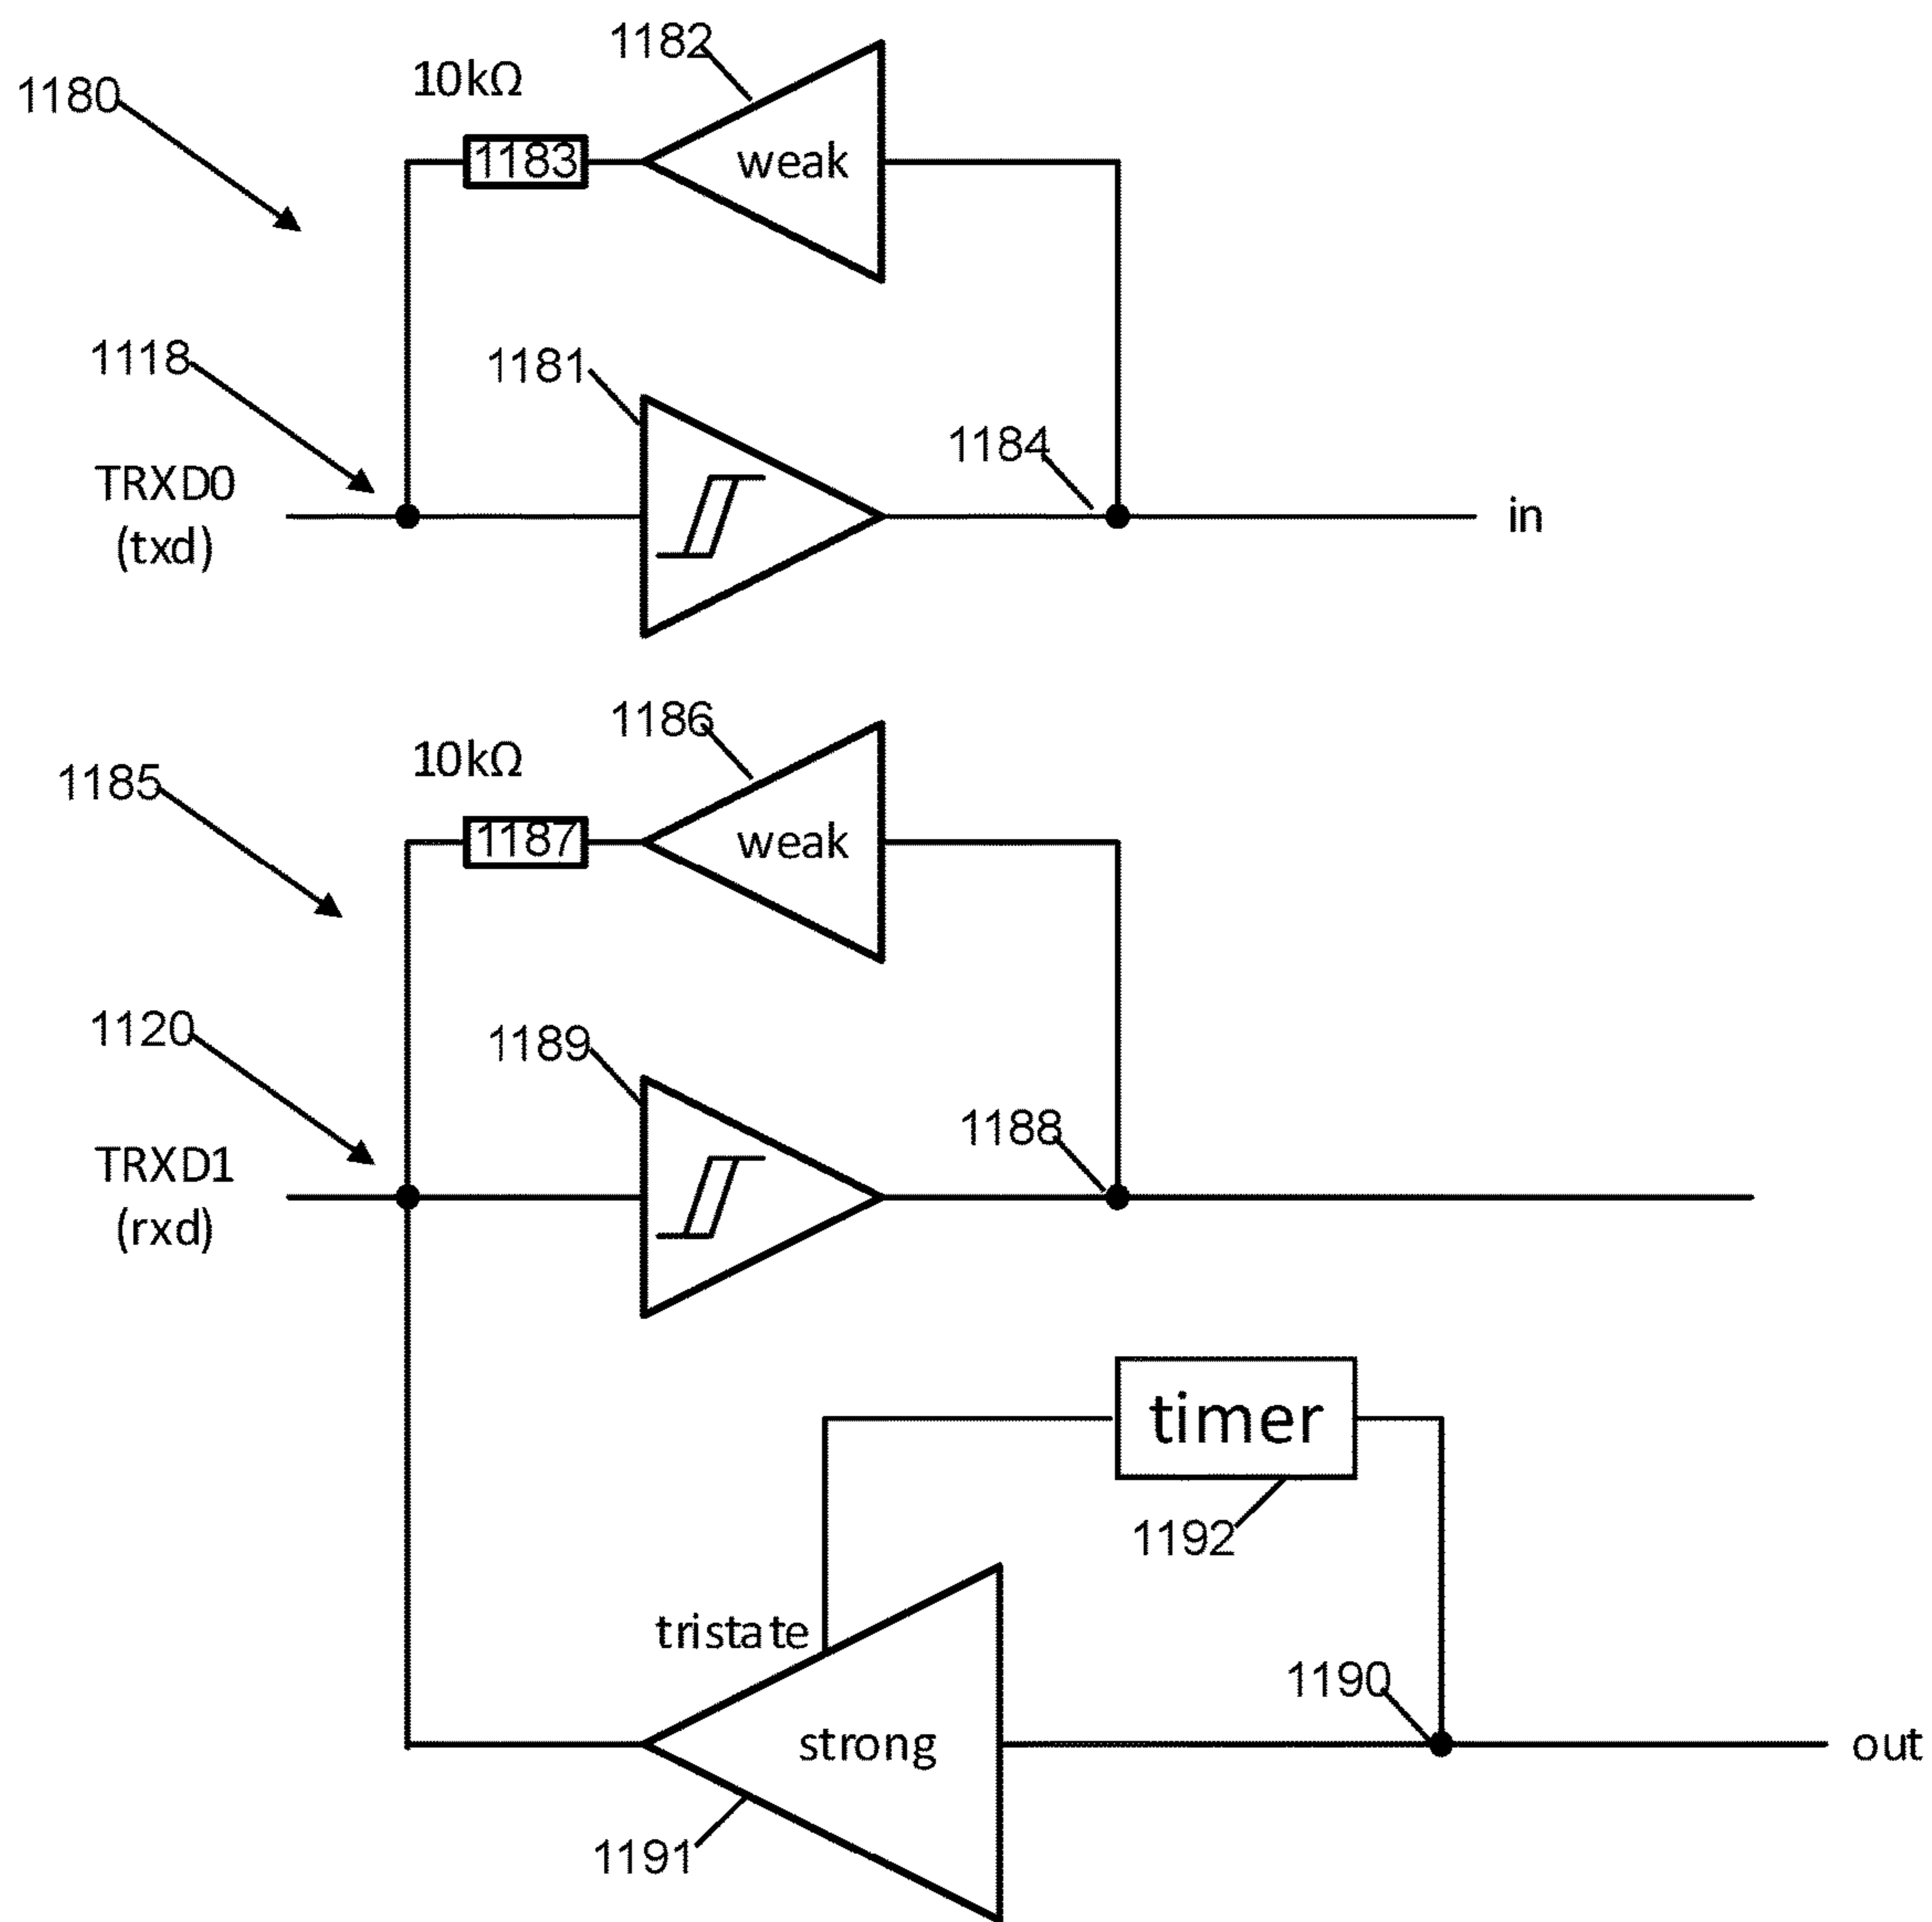 1182
10kΩ
1180
1183
weak
1118
1181
1184
TRXD0
(txd)
in
1186
10kΩ
1185
1187
weak
1120
1189
1188
TRXD1
(rxd)
timer
1192
tristate
1190
strong
out
1191